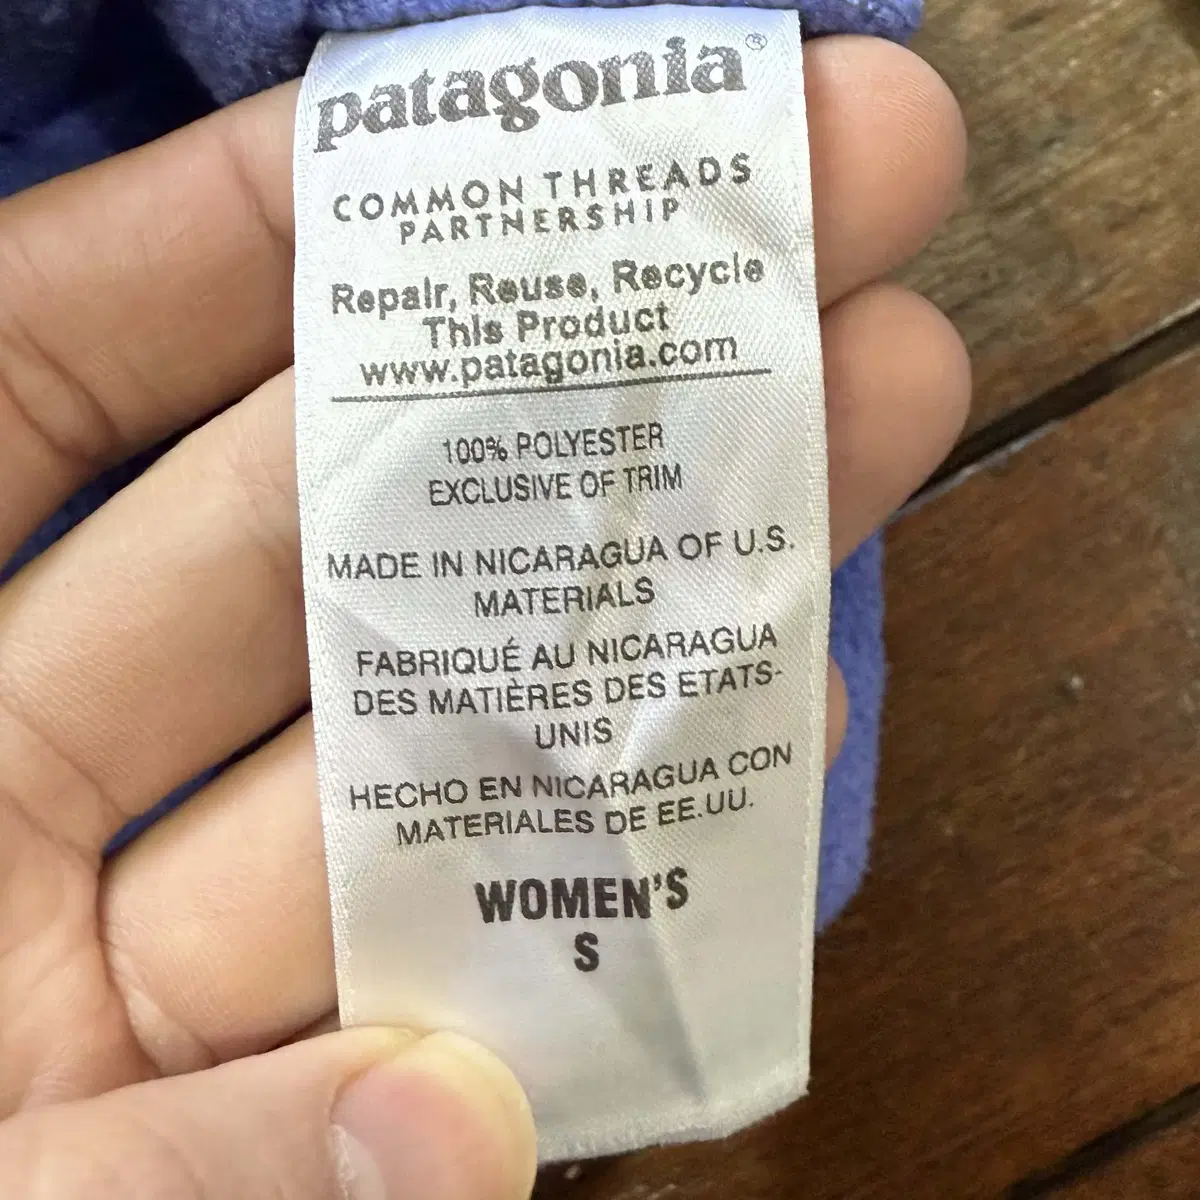 patagonia®
COMMON THREADS
PARTNERSHIP
Repair, Reuse, Recycle
This Product
www.patagonia.com
100% POLYESTER
EXCLUSIVE OF TRIM
MADE IN NICARAGUA OF U.S.
MATERIALS
FABRIQUÉ AU NICARAGUA
DES MATIÈRES DES ETATS-
UNIS
HECHO EN NICARAGUA CON
MATERIALES DE EE.UU.
WOMEN'S
S